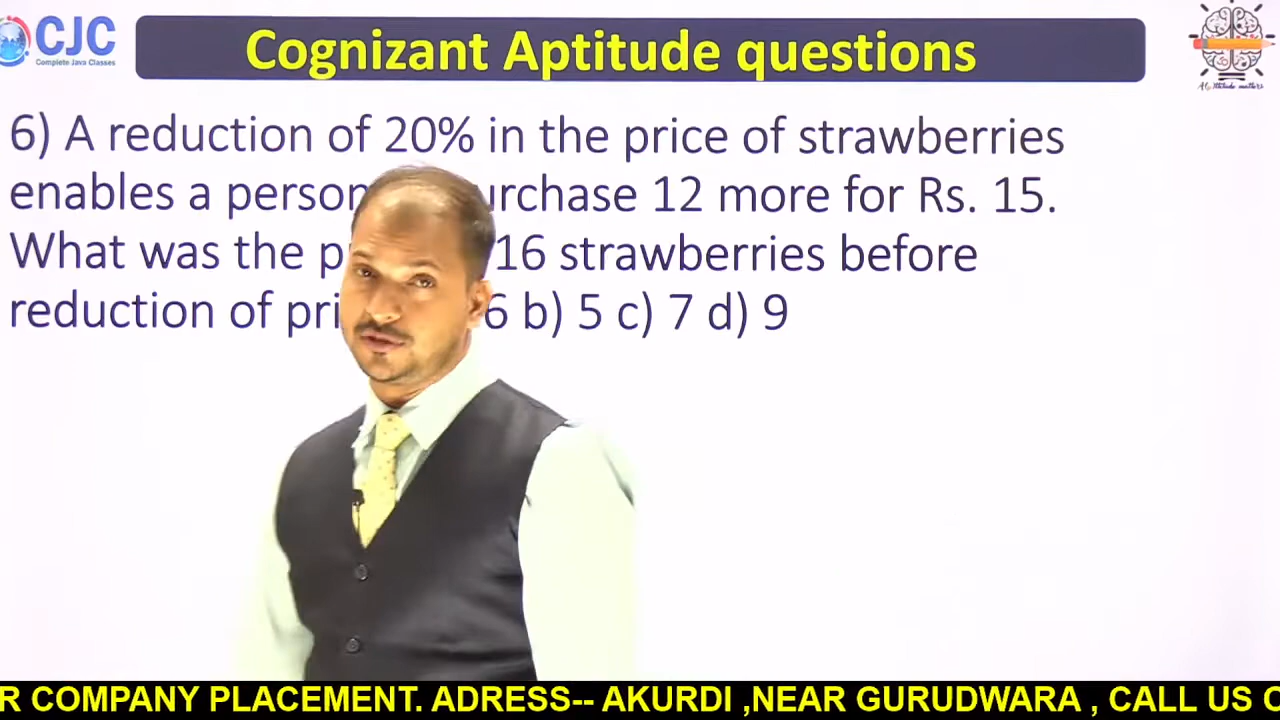 CJC
Complete Java Classes
Cognizant Aptitude questions
6) A reduction of 20% in the price of strawberries
enables a person urchase 12 more for Rs. 15.
What was the p 16 strawberries before
reduction of pri 6 b) 5 c) 7 d) 9
R COMPANY PLACEMENT. ADRESS-- AKURDI ,NEAR GURUDWARA , CALL US